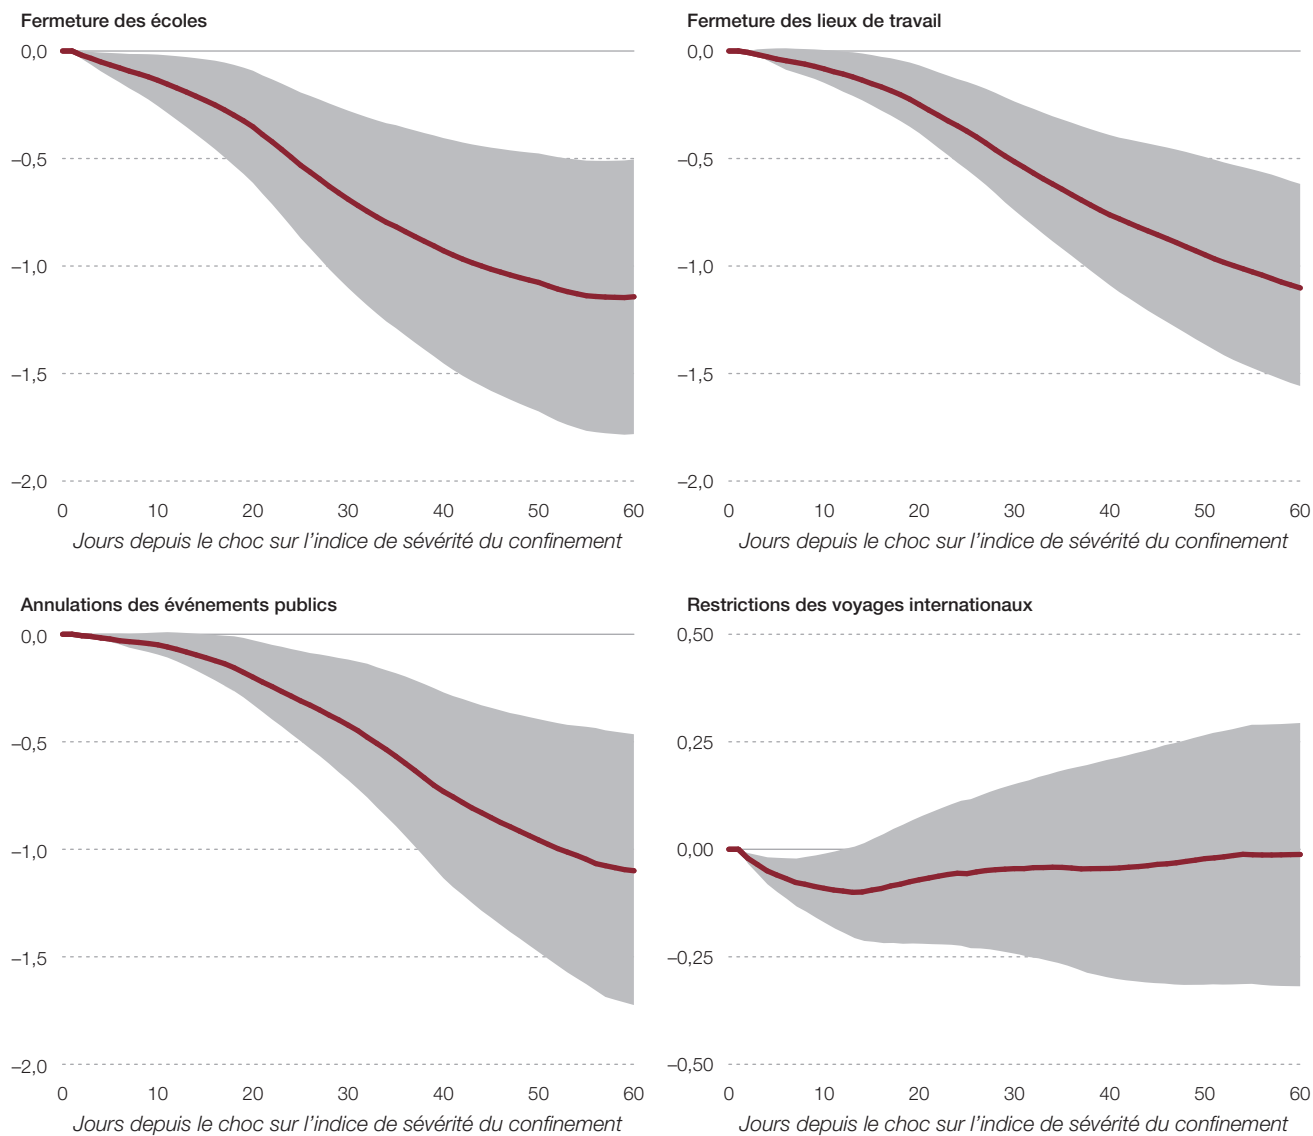 Fermeture des écoles
0,0
–0,5
–1,0
–1,5
–2,0
0 10 20 30 40 50 60
Jours depuis le choc sur l’indice de sévérité du confinement
Fermeture des lieux de travail
0,0
–0,5
–1,0
–1,5
–2,0
0 10 20 30 40 50 60
Jours depuis le choc sur l’indice de sévérité du confinement
Annulations des événements publics
0,0
–0,5
–1,0
–1,5
–2,0
0 10 20 30 40 50 60
Jours depuis le choc sur l’indice de sévérité du confinement
Restrictions des voyages internationaux
0,50
0,25
0,00
–0,25
–0,50
0 10 20 30 40 50 60
Jours depuis le choc sur l’indice de sévérité du confinement